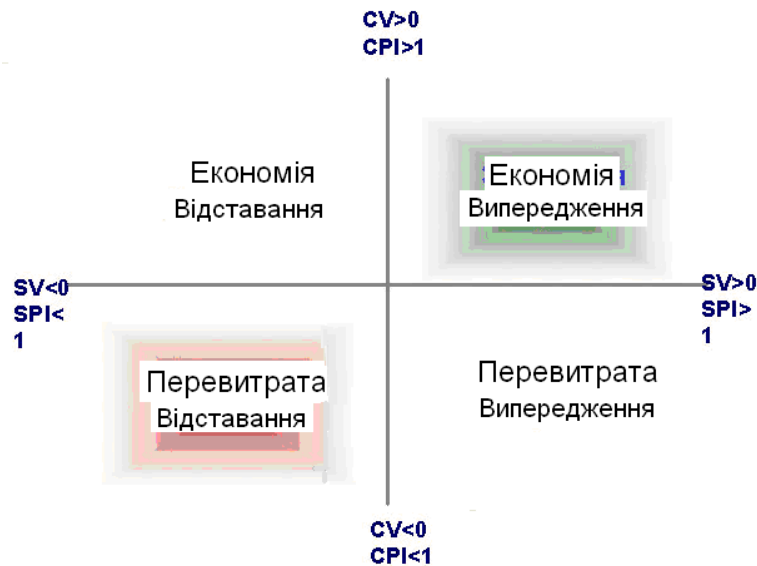 CV>0
CPI>1
Економія
Відставання
Економія
Випередження
SV<0
SPI<
1
SV>0
SPI>
1
Перевитрата
Відставання
Перевитрата
Випередження
CV<0
CPI<1